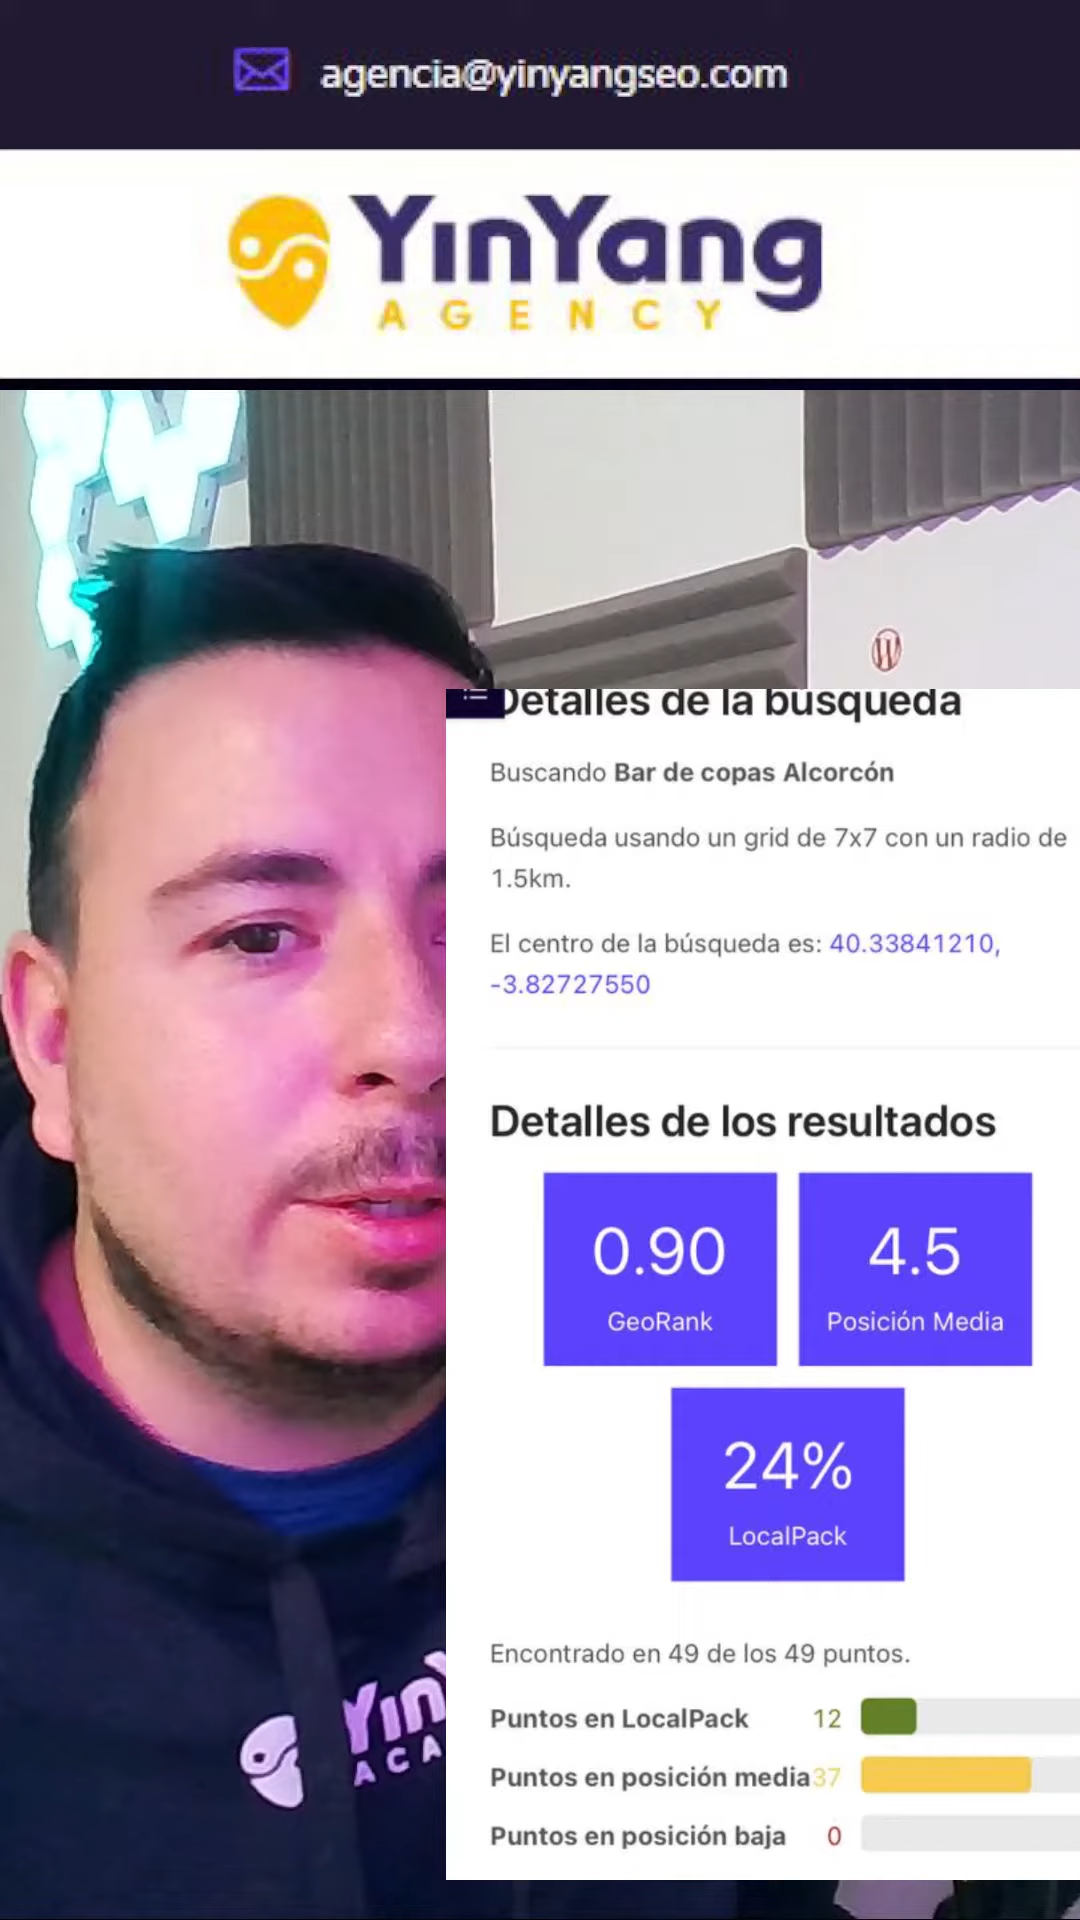 agencia@yinyangseo.com
YinYang
AGENCY
Detalles de la búsqueda
Buscando Bar de copas Alcorcón
Búsqueda usando un grid de 7x7 con un radio de
1.5km.
El centro de la búsqueda es: 40.33841210,
-3.82727550
Detalles de los resultados
0.90
GeoRank
4.5
Posición Media
24%
LocalPack
Encontrado en 49 de los 49 puntos.
Puntos en LocalPack 12
Puntos en posición media 37
Puntos en posición baja 0